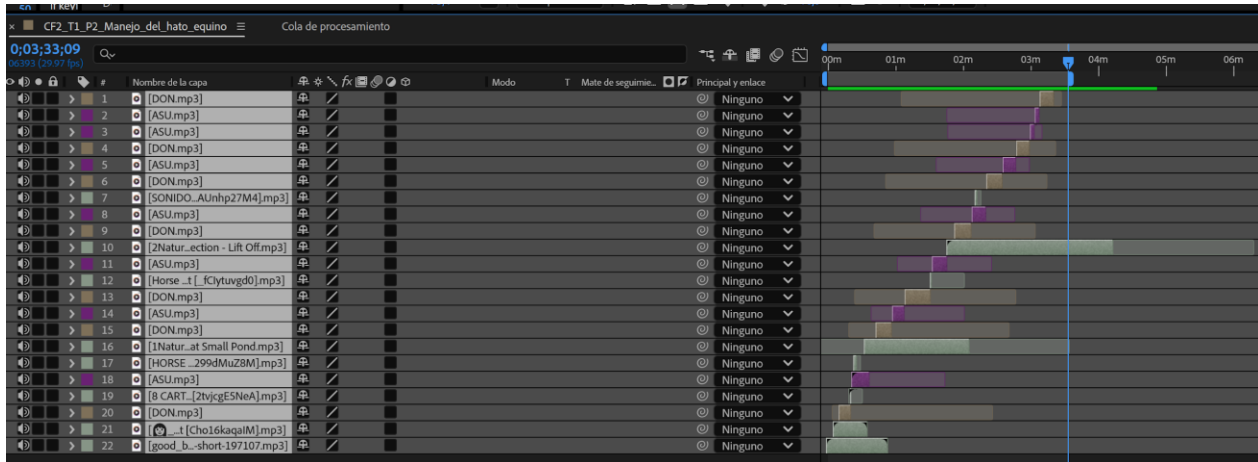 50 If key!
× CF2_T1_P2_Manejo_del_hato_equino ≡ Cola de procesamiento
0;03;33;09
06393 (29.97 fps)
00m 01m 02m 03m 04m 05m 06m
# Nombre de la capa Modo T Mate de seguimie... Principal y enlace
1 [DON.mp3] Ninguno
2 [ASU.mp3] Ninguno
3 [ASU.mp3] Ninguno
4 [DON.mp3] Ninguno
5 [ASU.mp3] Ninguno
6 [DON.mp3] Ninguno
7 [SONIDO...AUnhp27M4].mp3] Ninguno
8 [ASU.mp3] Ninguno
9 [DON.mp3] Ninguno
10 [2Natur...ection - Lift Off.mp3] Ninguno
11 [ASU.mp3] Ninguno
12 [Horse ...t [_fCIytuvgd0].mp3] Ninguno
13 [DON.mp3] Ninguno
14 [ASU.mp3] Ninguno
15 [DON.mp3] Ninguno
16 [1Natur...at Small Pond.mp3] Ninguno
17 [HORSE ...299dMuZ8M].mp3] Ninguno
18 [ASU.mp3] Ninguno
19 [8 CART...[2tvjcgE5NeA].mp3] Ninguno
20 [DON.mp3] Ninguno
21 [👩_...t [Cho16kaqaIM].mp3] Ninguno
22 [good_b...-short-197107.mp3] Ninguno